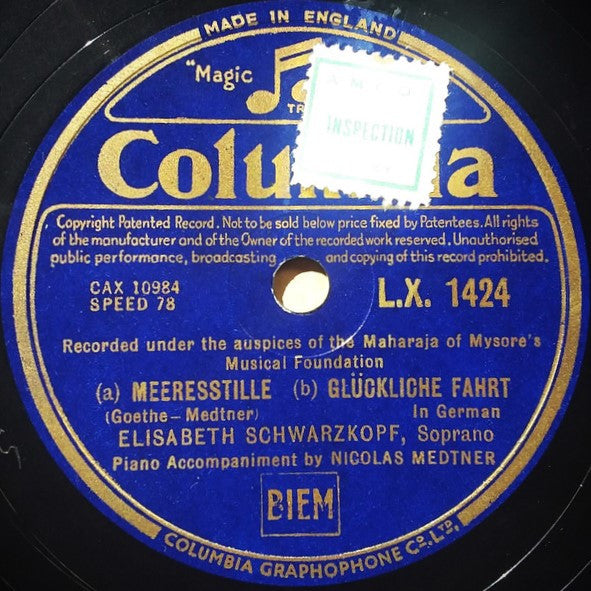 MADE IN ENGLAND
"Magic
TR
INSPECTION
Columbia
Copyright Patented Record. Not to be sold below price fixed by Patentees. All rights
of the manufacturer and of the Owner of the recorded work reserved. Unauthorised
public performance, broadcasting and copying of this record prohibited.
CAX 10984
SPEED 78
L.X. 1424
Recorded under the auspices of the Maharaja of Mysore's
Musical Foundation
(a) MEERESSTILLE (b) GLÜCKLICHE FAHRT
(Goethe–Medtner) In German
ELISABETH SCHWARZKOPF, Soprano
Piano Accompaniment by NICOLAS MEDTNER
BIEM
COLUMBIA GRAPHOPHONE CO. LTD.